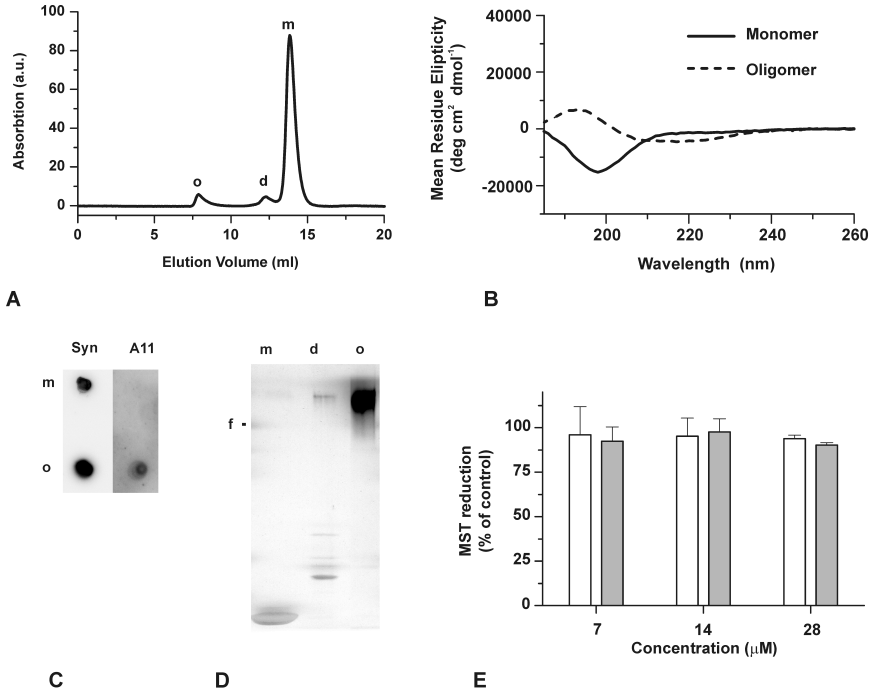 100
80
60
40
20
0
0 5 10 15 20
Absorbtion (a.u.)
Elution Volume (ml)
o d m
A
40000
20000
0
-20000
200 220 240 260
Mean Residue Elipticity
(deg cm² dmol⁻¹)
Wavelength (nm)
Monomer
Oligomer
B
Syn A11
m
o
C
m d o
f
D
100
75
50
25
0
7 14 28
MST reduction
(% of control)
Concentration (μM)
E